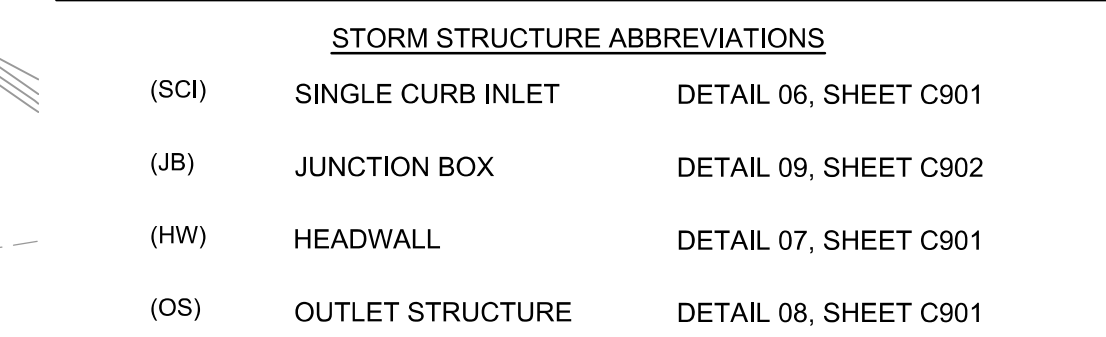 STORM STRUCTURE ABBREVIATIONS
(SCI) SINGLE CURB INLET DETAIL 06, SHEET C901
(JB) JUNCTION BOX DETAIL 09, SHEET C902
(HW) HEADWALL DETAIL 07, SHEET C901
(OS) OUTLET STRUCTURE DETAIL 08, SHEET C901